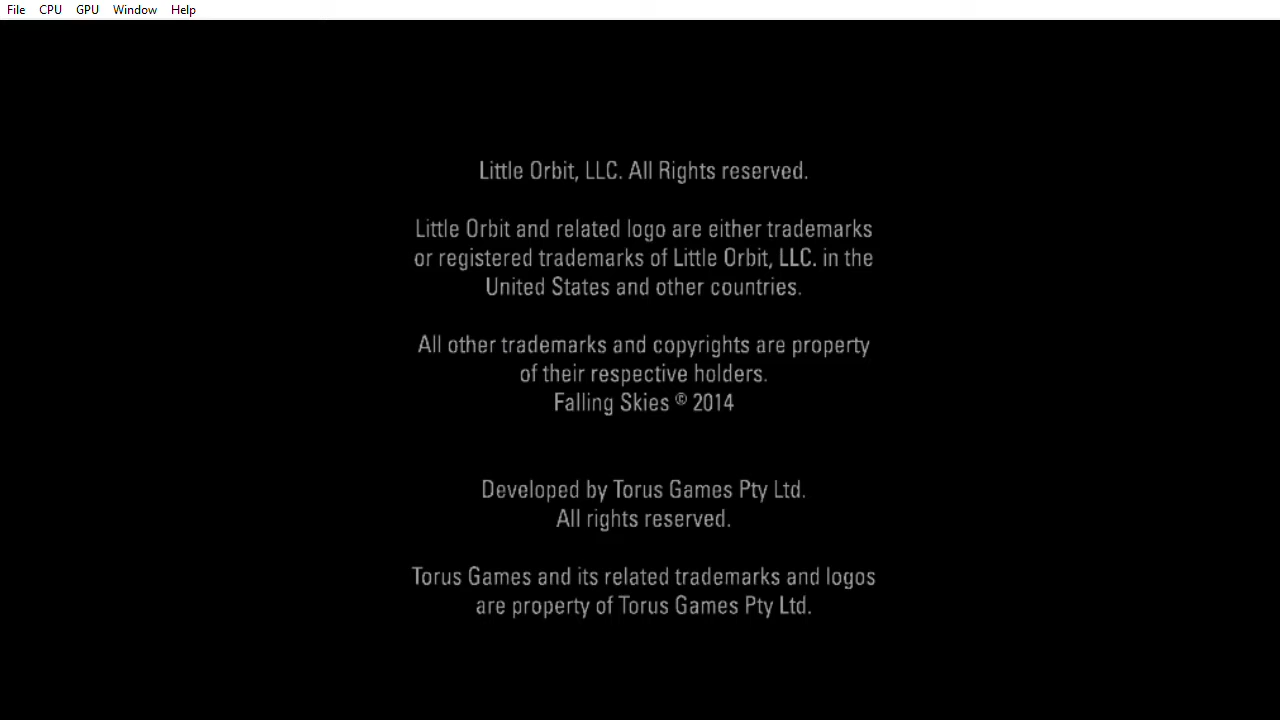 File CPU GPU Window Help
Little Orbit, LLC. All Rights reserved.
Little Orbit and related logo are either trademarks
or registered trademarks of Little Orbit, LLC. in the
United States and other countries.
All other trademarks and copyrights are property
of their respective holders.
Falling Skies © 2014
Developed by Torus Games Pty Ltd.
All rights reserved.
Torus Games and its related trademarks and logos
are property of Torus Games Pty Ltd.